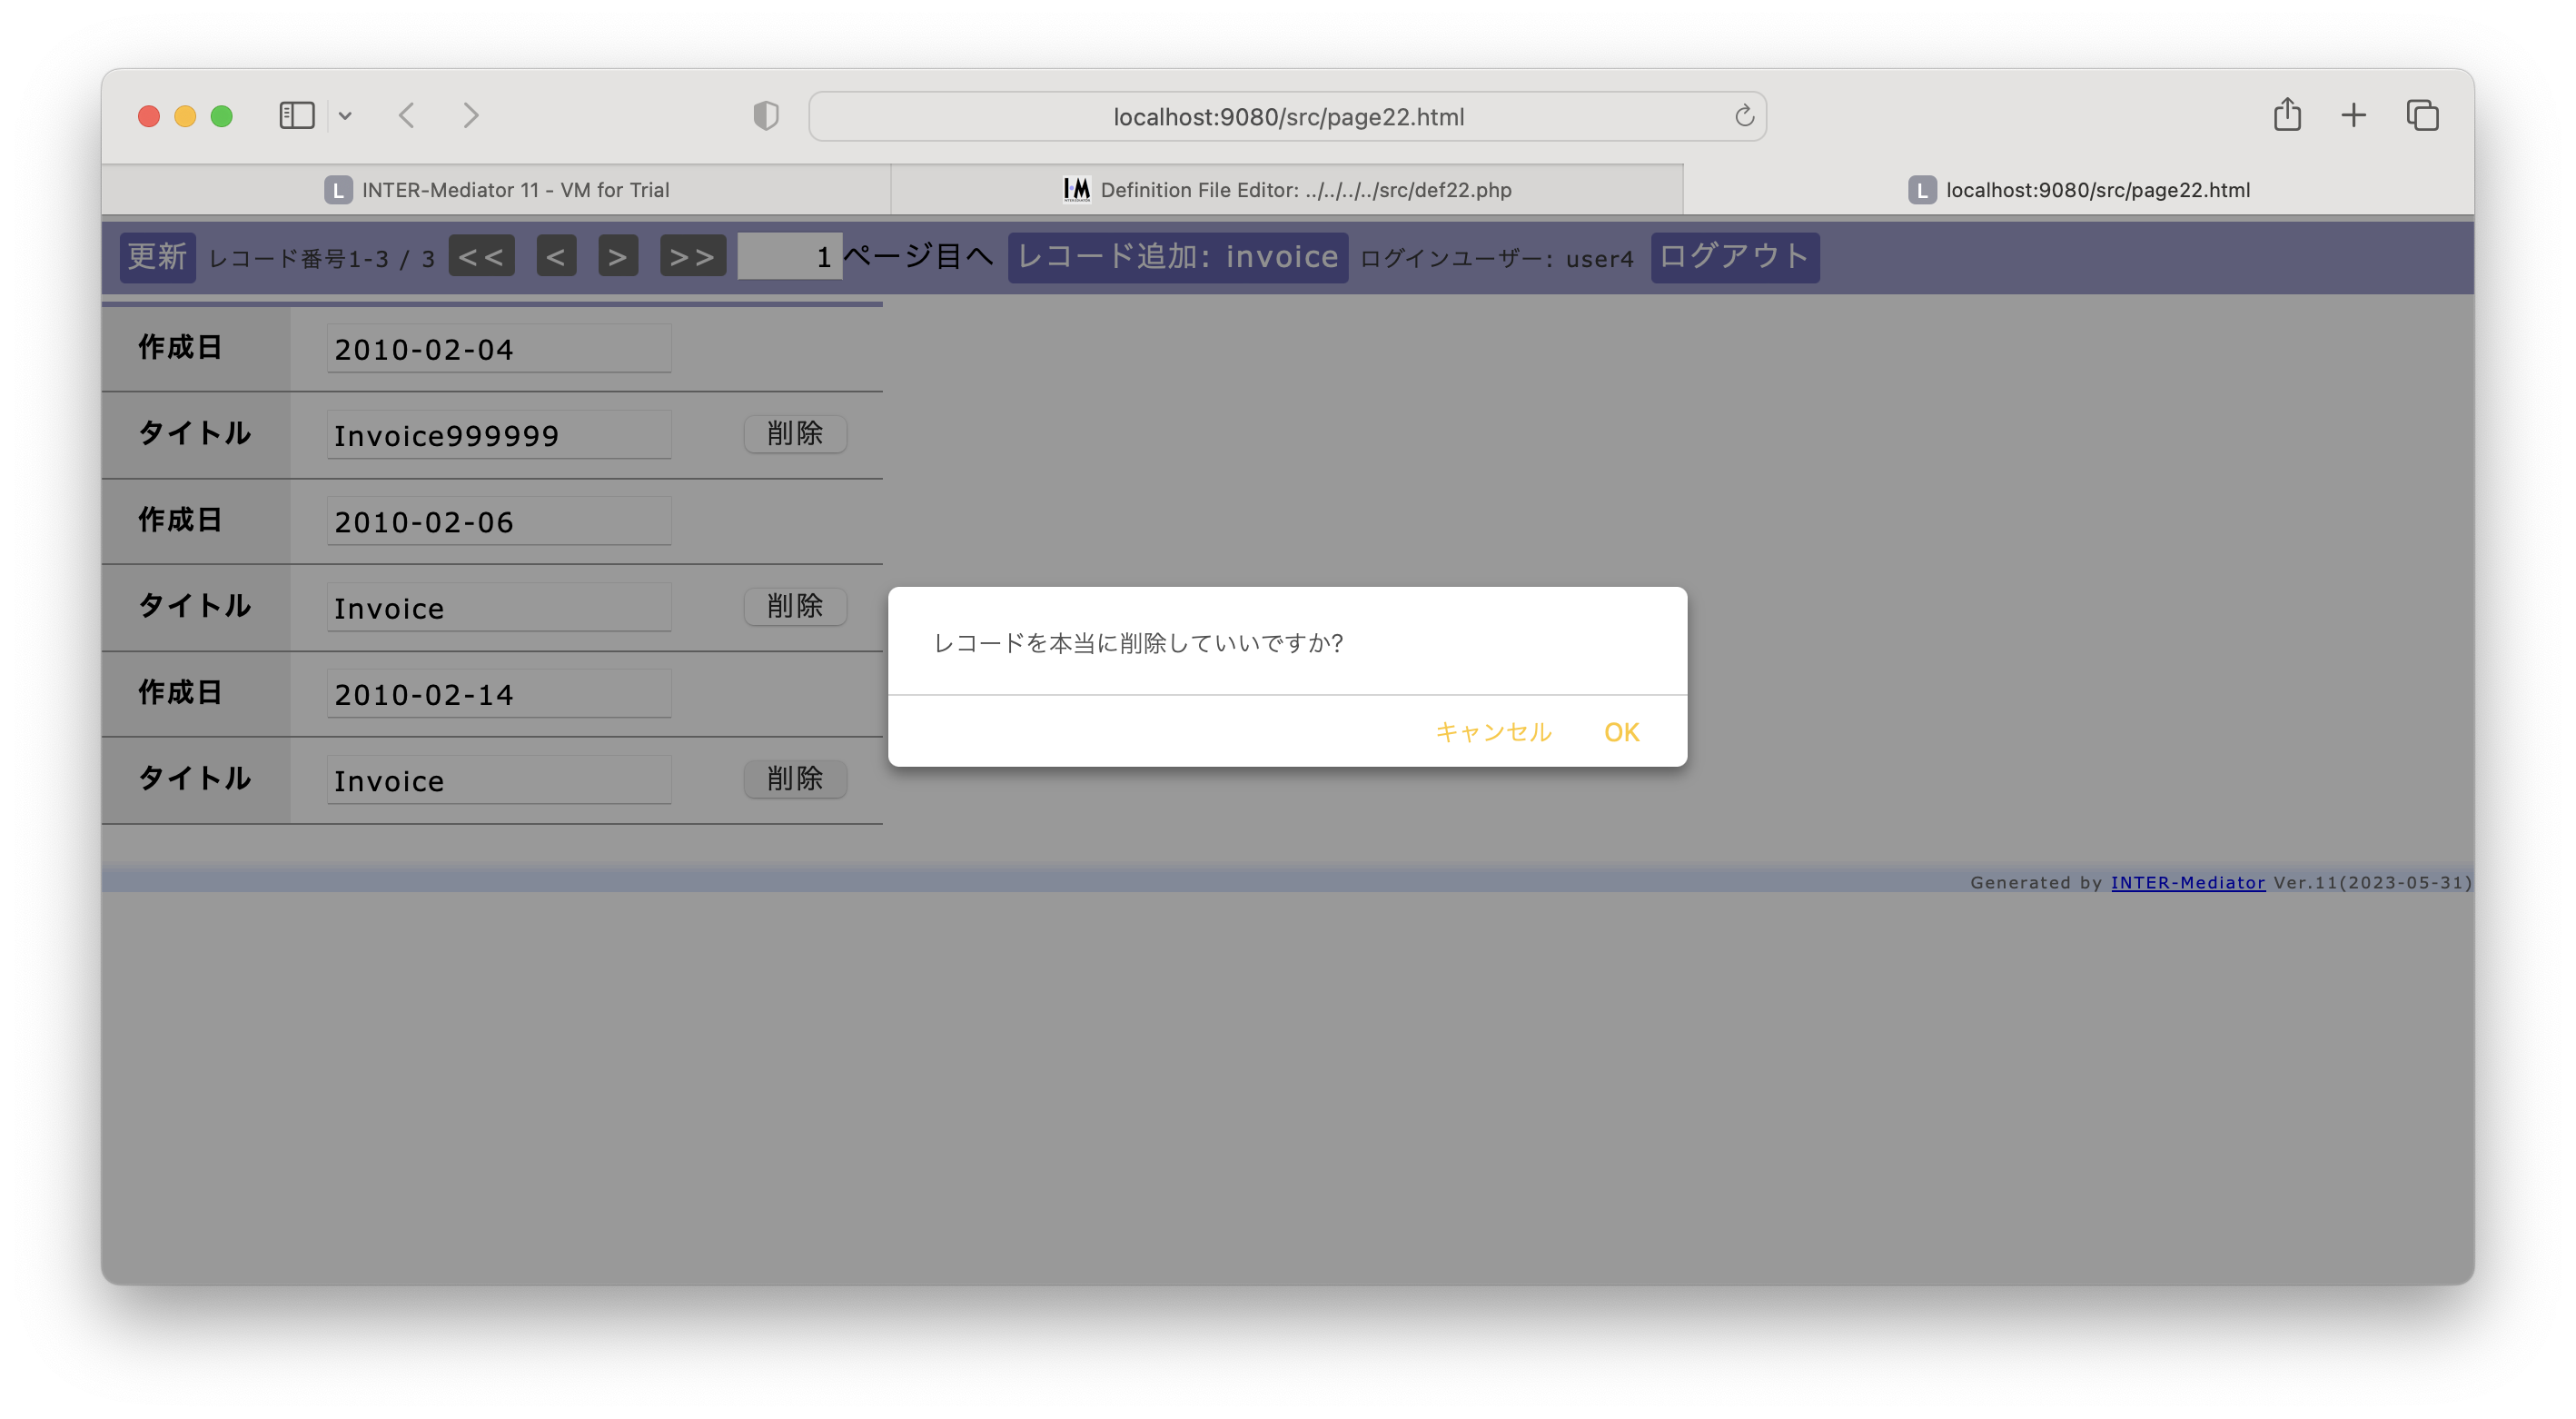 localhost:9080/src/page22.html
L INTER-Mediator 11 - VM for Trial
IM Definition File Editor: ../../../../src/def22.php
L localhost:9080/src/page22.html
更新 レコード番号1-3 / 3 << < > >> 1ページ目へ レコード追加: invoice ログインユーザー: user4 ログアウト
作成日 2010-02-04
タイトル Invoice999999 削除
作成日 2010-02-06
タイトル Invoice 削除
レコードを本当に削除していいですか?
作成日 2010-02-14
キャンセル OK
タイトル Invoice 削除
Generated by INTER-Mediator Ver.11(2023-05-31)